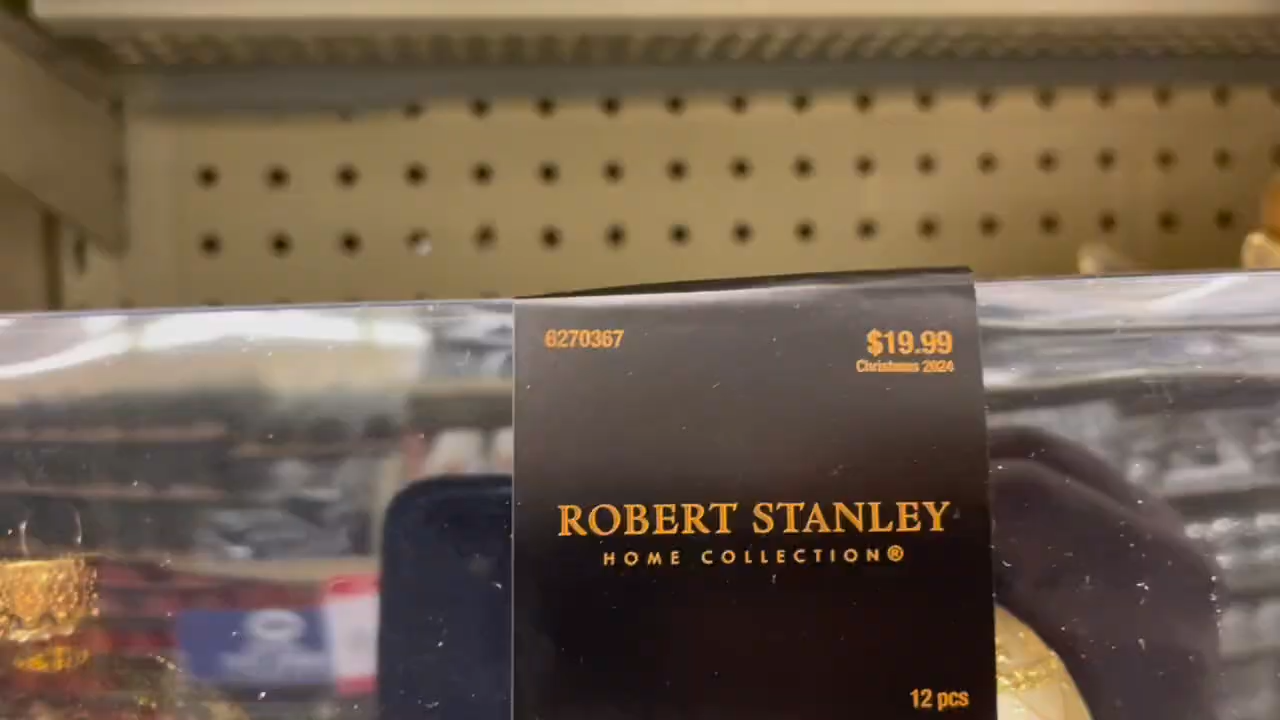 6270367
$19.99
Christmas 2024
ROBERT STANLEY
HOME COLLECTION®
12 pcs